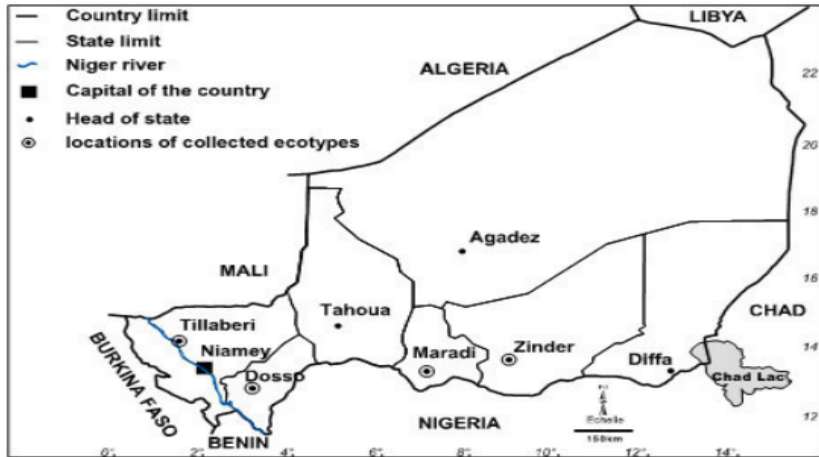 Country limit
State limit
Niger river
Capital of the country
Head of state
locations of collected ecotypes
LIBYA
ALGERIA
22
20
18
Agadez
MALI
16
Tahoua
CHAD
Tillaberi
Niamey
Maradi
Zinder
14
Diffa
Dosso
Chad Lac
BURKINA FASO
BENIN
NIGERIA
N
Echelle
150km
12
0° 2° 4° 6° 8° 10° 12° 14°